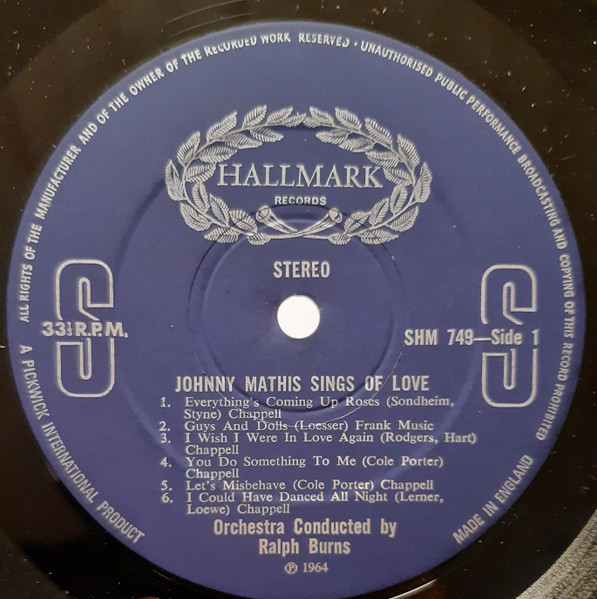 ALL RIGHTS OF THE MANUFACTURER AND OF THE OWNER OF THE RECORDED WORK RESERVED • UNAUTHORISED PUBLIC PERFORMANCE BROADCASTING AND COPYING OF THIS RECORD PROHIBITED
HALLMARK
RECORDS
STEREO
S
33⅓ R.P.M.
S
SHM 749—Side 1
JOHNNY MATHIS SINGS OF LOVE
1. Everything's Coming Up Roses (Sondheim,
Styne) Chappell
2. Guys And Dolls (Loesser) Frank Music
3. I Wish I Were In Love Again (Rodgers, Hart)
Chappell
4. You Do Something To Me (Cole Porter)
Chappell
5. Let's Misbehave (Cole Porter) Chappell
6. I Could Have Danced All Night (Lerner,
Loewe) Chappell
Orchestra Conducted by
Ralph Burns
℗ 1964
A PICKWICK INTERNATIONAL PRODUCT
MADE IN ENGLAND